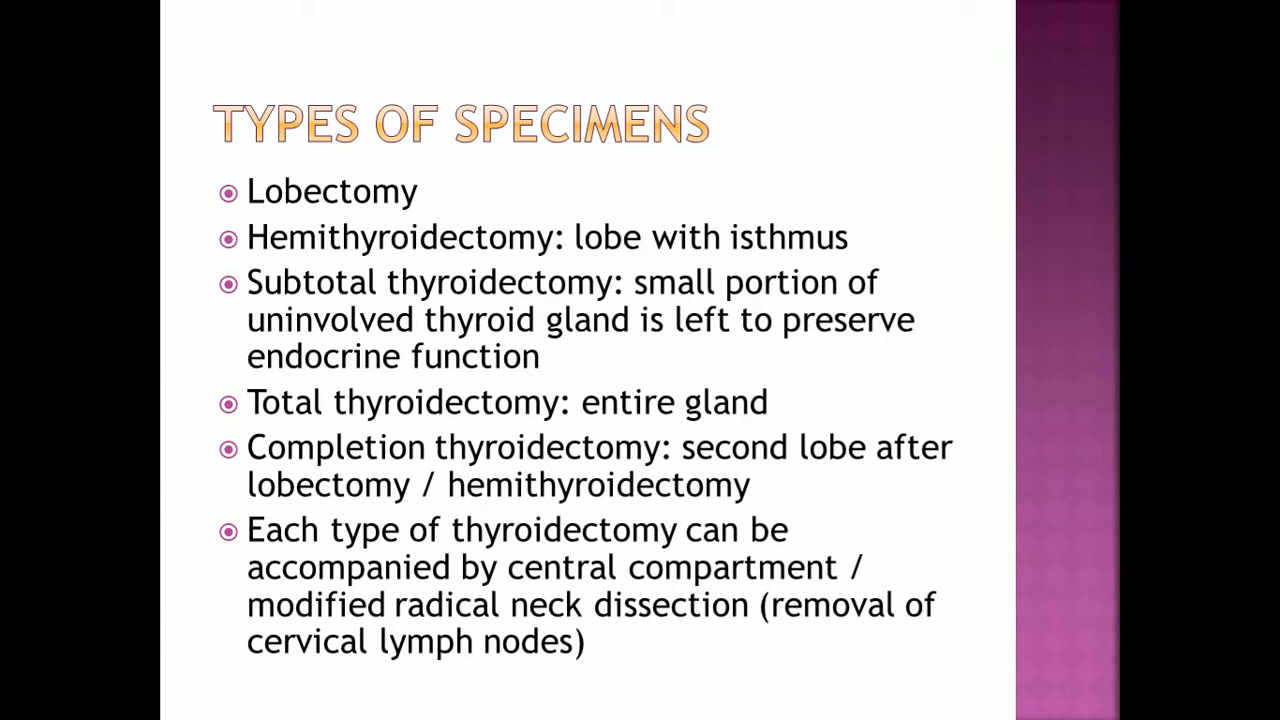 TYPES OF SPECIMENS
Lobectomy
Hemithyroidectomy: lobe with isthmus
Subtotal thyroidectomy: small portion of
uninvolved thyroid gland is left to preserve
endocrine function
Total thyroidectomy: entire gland
Completion thyroidectomy: second lobe after
lobectomy / hemithyroidectomy
Each type of thyroidectomy can be
accompanied by central compartment /
modified radical neck dissection (removal of
cervical lymph nodes)